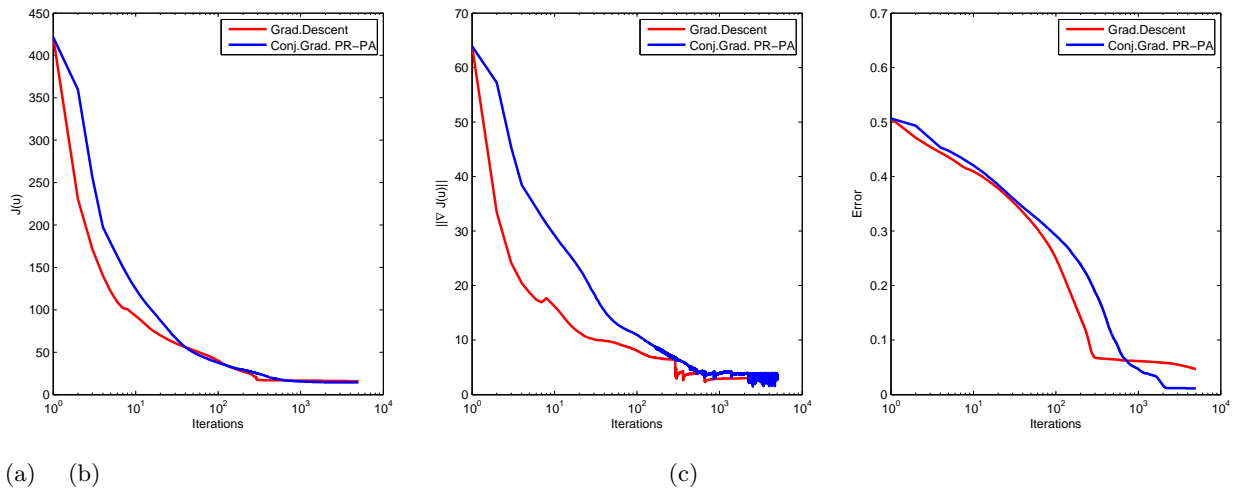 450
400
350
300
250
200
150
100
50
0
J(u)
10^0 10^1 10^2 10^3 10^4
Iterations
Grad.Descent
Conj.Grad. PR−PA
70
60
50
40
30
20
10
0
||∇ J(u)||
10^0 10^1 10^2 10^3 10^4
Iterations
Grad.Descent
Conj.Grad. PR−PA
0.7
0.6
0.5
0.4
0.3
0.2
0.1
0
Error
10^0 10^1 10^2 10^3 10^4
Iterations
Grad.Descent
Conj.Grad. PR−PA
(a) (b) (c)